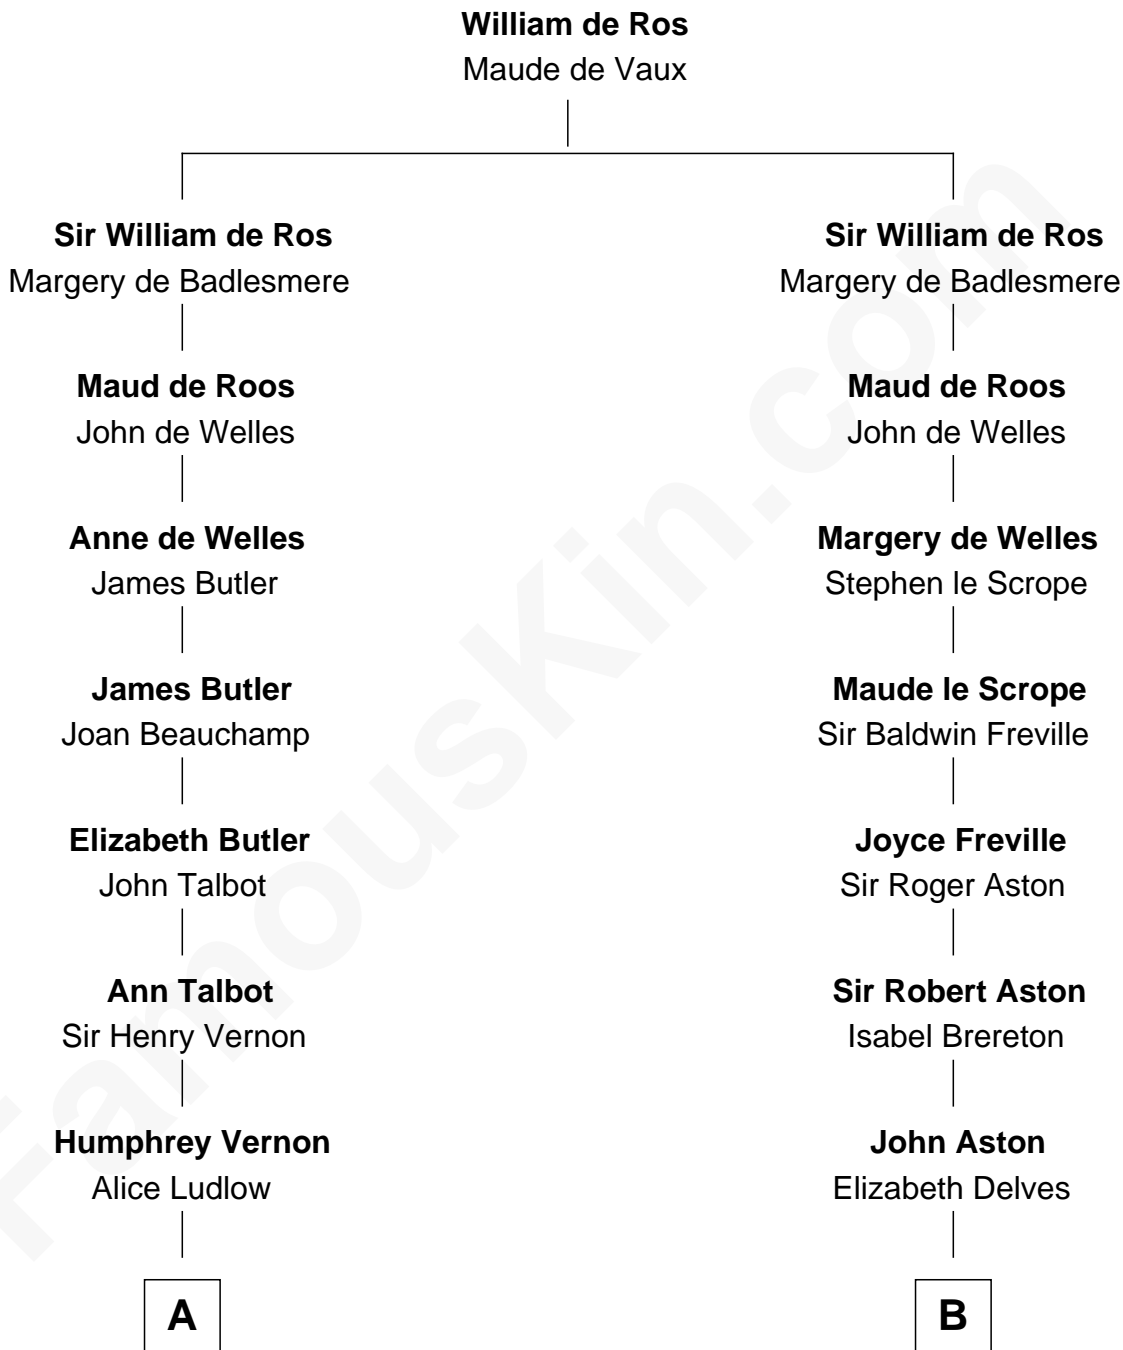 William de Ros
Maude de Vaux
Sir William de Ros
Margery de Badlesmere
Maud de Roos
John de Welles
Anne de Welles
James Butler
James Butler
Joan Beauchamp
Elizabeth Butler
John Talbot
Ann Talbot
Sir Henry Vernon
Humphrey Vernon
Alice Ludlow
A
Sir William de Ros
Margery de Badlesmere
Maud de Roos
John de Welles
Margery de Welles
Stephen le Scrope
Maude le Scrope
Sir Baldwin Freville
Joyce Freville
Sir Roger Aston
Sir Robert Aston
Isabel Brereton
John Aston
Elizabeth Delves
B
FamousKin.com